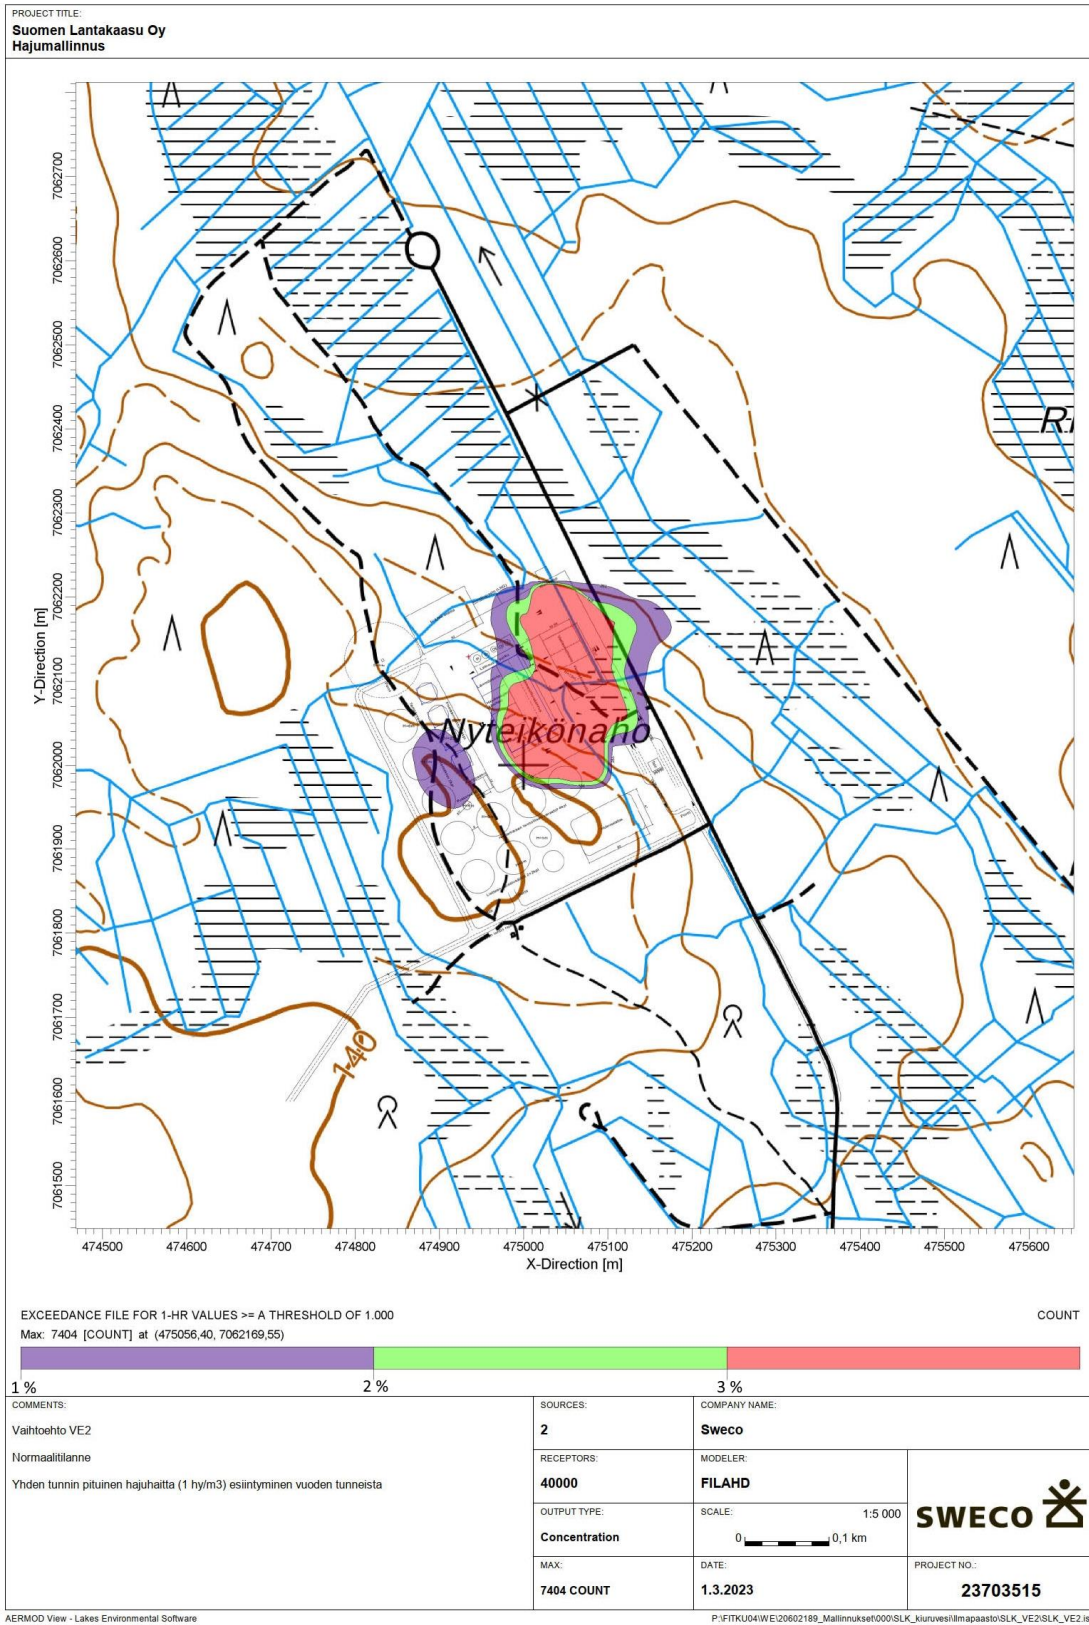 PROJECT TITLE:
Suomen Lantakaasu Oy
Hajumallinnus
Y-Direction [m]
7062700
7062600
7062500
7062400
7062300
7062200
7062100
7062000
7061900
7061800
7061700
7061600
7061500
Nyteikönaho
140
474500 474600 474700 474800 474900 475000 475100 475200 475300 475400 475500 475600
X-Direction [m]
EXCEEDANCE FILE FOR 1-HR VALUES >= A THRESHOLD OF 1.000 COUNT
Max: 7404 [COUNT] at (475056,40, 7062169,55)
1 % 2 % 3 %
COMMENTS:
Vaihtoehto VE2
Normaalitilanne
Yhden tunnin pituinen hajuhaitta (1 hy/m3) esiintyminen vuoden tunneista
SOURCES:
2
COMPANY NAME:
Sweco
RECEPTORS:
40000
MODELER:
FILAHD
OUTPUT TYPE:
Concentration
SCALE: 1:5 000
0 0,1 km
MAX:
7404 COUNT
DATE:
1.3.2023
SWECO
PROJECT NO.:
23703515
AERMOD View - Lakes Environmental Software
P:\FITKU04\WE\20602189_Mallinnukset\000\SLK_kiuruvesi\Ilmapaasto\SLK_VE2\SLK_VE2.is